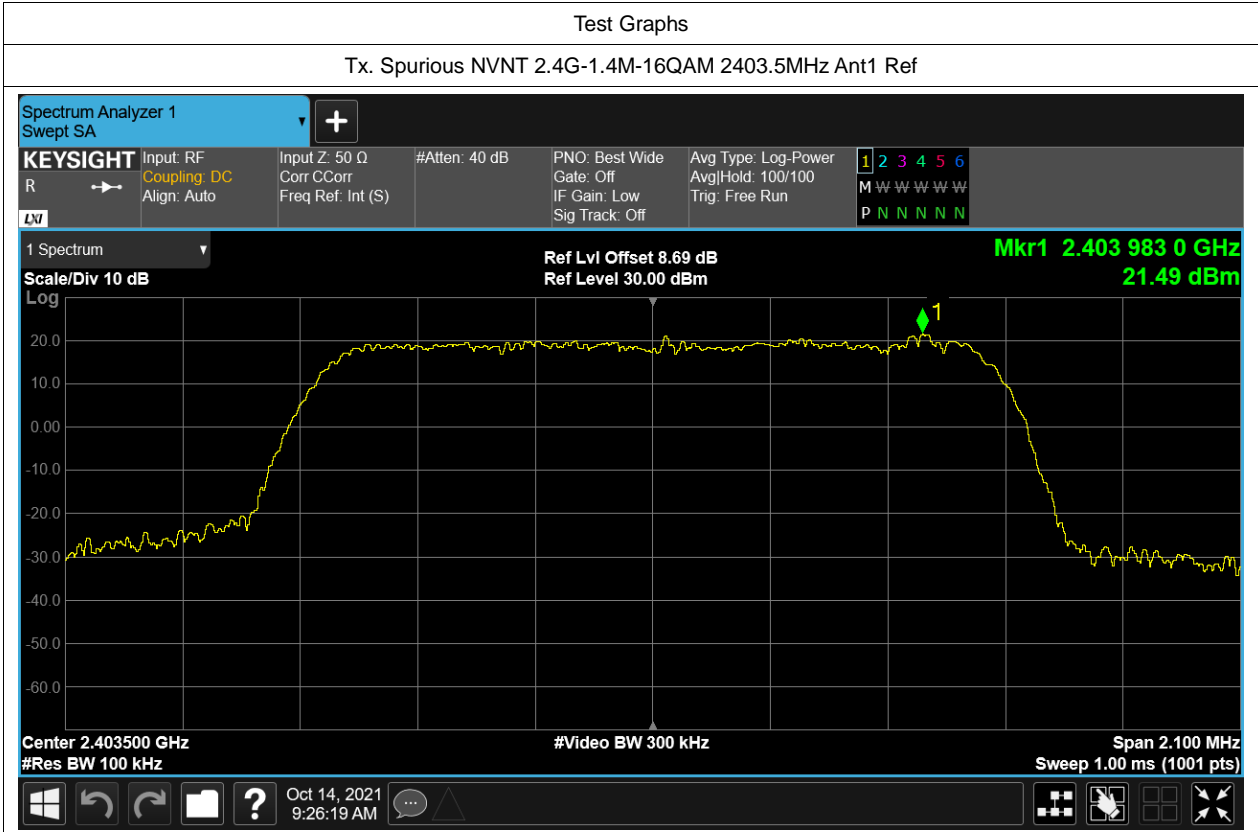 Test Graphs
Tx. Spurious NVNT 2.4G-1.4M-16QAM 2403.5MHz Ant1 Ref
Spectrum Analyzer 1
Swept SA
KEYSIGHT
R
LXI
Input: RF
Coupling: DC
Align: Auto
Input Z: 50 Ω
Corr CCorr
Freq Ref: Int (S)
#Atten: 40 dB
PNO: Best Wide
Gate: Off
IF Gain: Low
Sig Track: Off
Avg Type: Log-Power
Avg|Hold: 100/100
Trig: Free Run
1 2 3 4 5 6
M W W W W W W
P N N N N N N
1 Spectrum
Scale/Div 10 dB
Ref Lvl Offset 8.69 dB
Ref Level 30.00 dBm
Mkr1 2.403 983 0 GHz
21.49 dBm
Log
1
20.0
10.0
0.00
-10.0
-20.0
-30.0
-40.0
-50.0
-60.0
Center 2.403500 GHz
#Video BW 300 kHz
Span 2.100 MHz
#Res BW 100 kHz
Sweep 1.00 ms (1001 pts)
?
Oct 14, 2021
9:26:19 AM